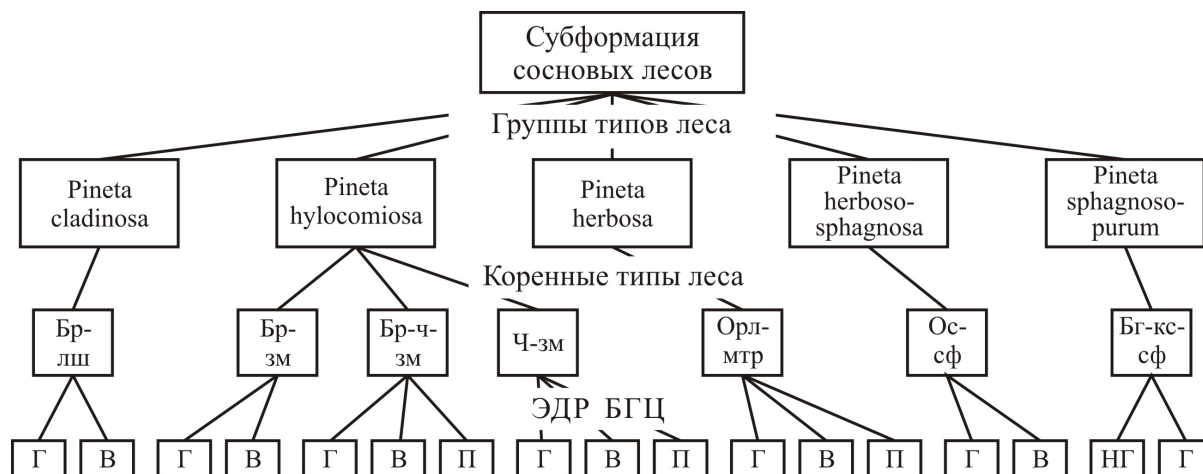 Субформация
сосновых лесов
Группы типов леса
Pineta
cladinosa
Pineta
hylocomiosa
Pineta
herbosa
Pineta
herboso-
sphagnosa
Pineta
sphagnoso-
purum
Коренные типы леса
Бр-
лш
Бр-
зм
Бр-ч-
зм
Ч-зм
Орл-
мтр
Ос-
сф
Бг-кс-
сф
ЭДР БГЦ
Г В Г В Г В П Г В П Г В П Г В НГ Г